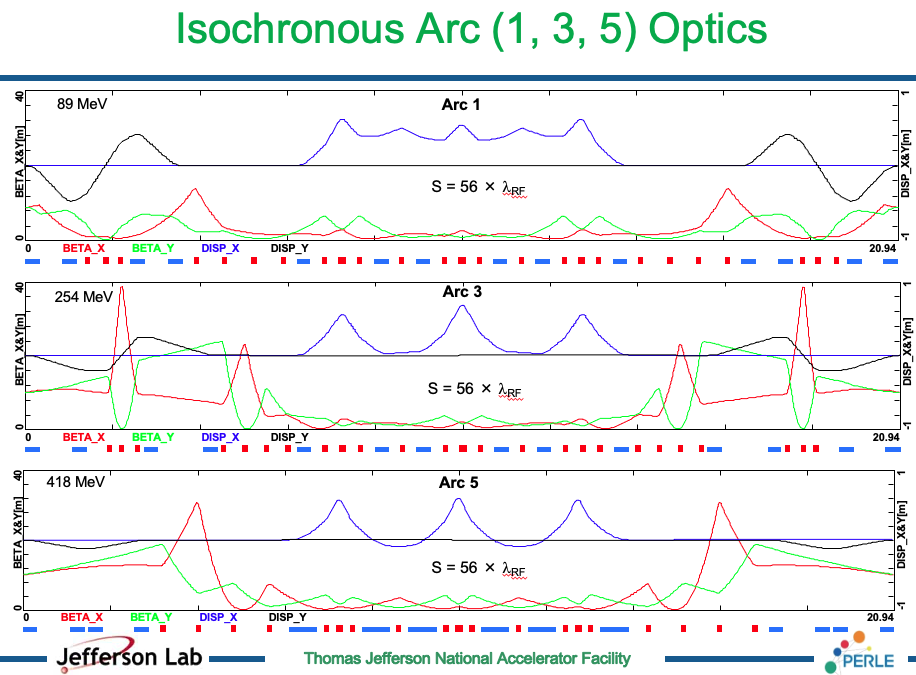 Isochronous Arc (1, 3, 5) Optics
40
1
89 MeV
Arc 1
BETA_X&Y[m]
DISP_X&Y[m]
S = 56 × λRF
0
-1
0
BETA_X
BETA_Y
DISP_X
DISP_Y
20.94
40
1
254 MeV
Arc 3
BETA_X&Y[m]
DISP_X&Y[m]
S = 56 × λRF
0
-1
0
BETA_X
BETA_Y
DISP_X
DISP_Y
20.94
40
1
418 MeV
Arc 5
BETA_X&Y[m]
DISP_X&Y[m]
S = 56 × λRF
0
-1
0
BETA_X
BETA_Y
DISP_X
DISP_Y
20.94
Jefferson Lab
Thomas Jefferson National Accelerator Facility
PERLE